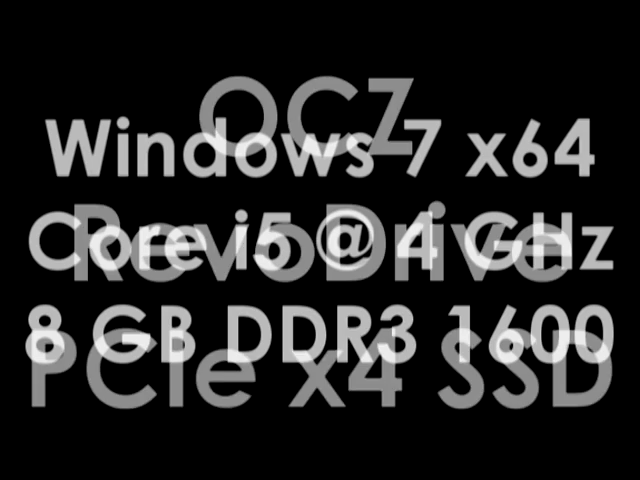 OCZ
Windows 7 x64
RevoDrive
Core i5 @ 4 GHz
8 GB DDR3 1600
PCIe x4 SSD